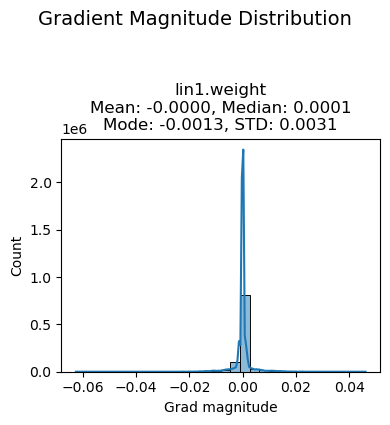 Gradient Magnitude Distribution
lin1.weight
Mean: -0.0000, Median: 0.0001
Mode: -0.0013, STD: 0.0031
1e6
2.0
1.5
1.0
0.5
0.0
Count
−0.06 −0.04 −0.02 0.00 0.02 0.04
Grad magnitude